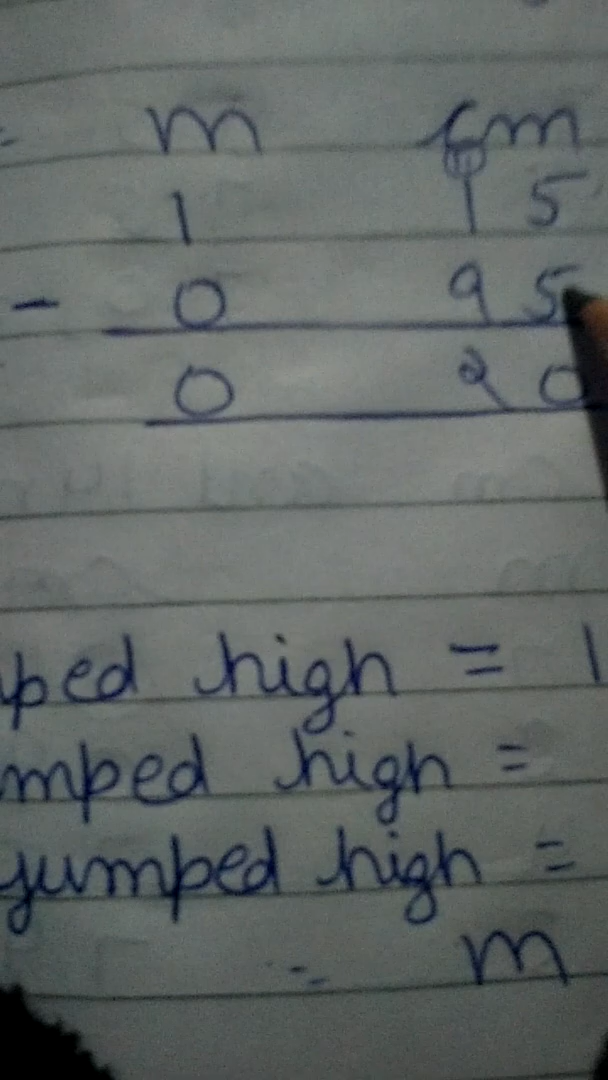 = m cm
1 15
- 0 95
0 20
ped high = 1
mped high =
jumped high =
= m